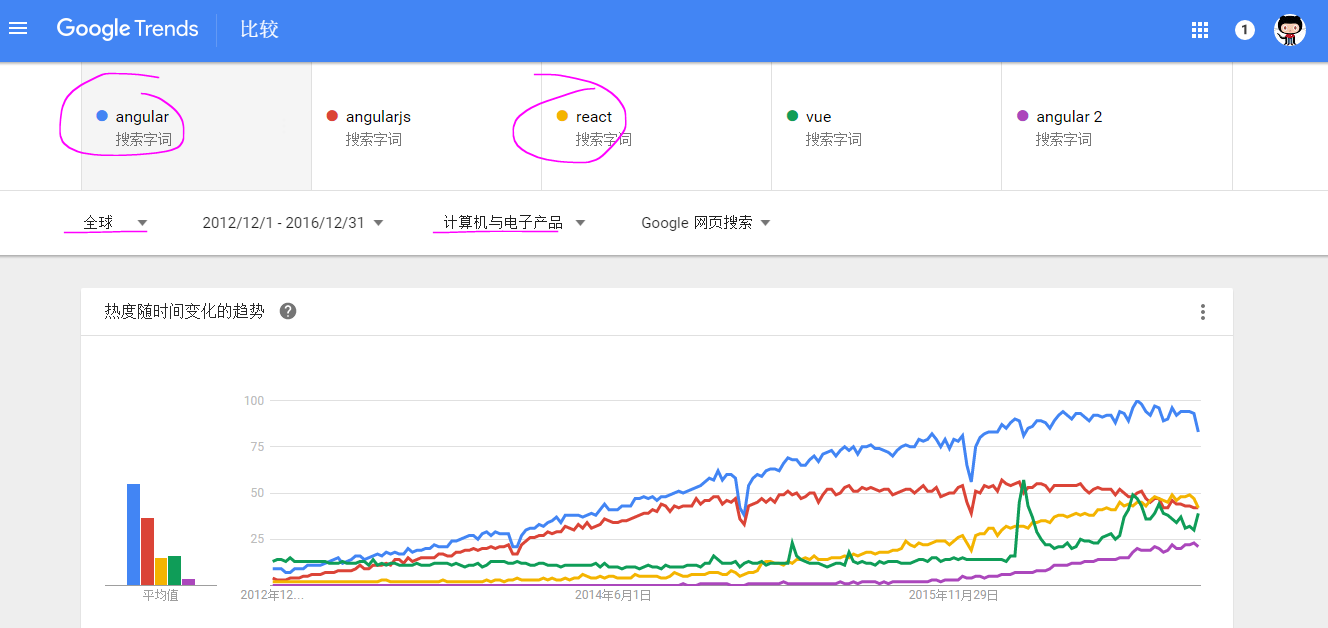 Google Trends 比较 1
angular angularjs react vue angular 2
搜索字词 搜索字词 搜索字词 搜索字词 搜索字词
全球 2012/12/1 - 2016/12/31 计算机与电子产品 Google 网页搜索
热度随时间变化的趋势 ?
100
75
50
25
平均值 2012年12... 2014年6月1日 2015年11月29日